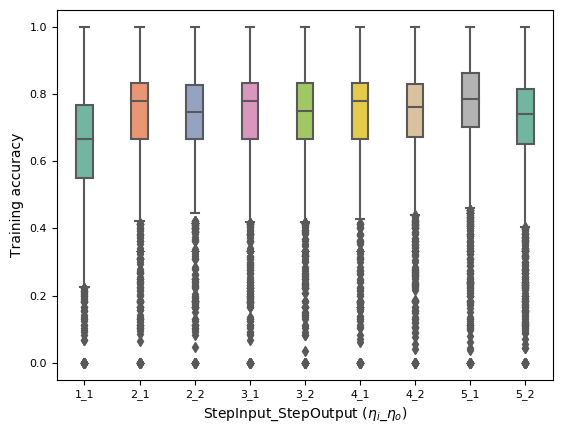 1.0
0.8
0.6
0.4
0.2
0.0
Training accuracy
1_1 2_1 2_2 3_1 3_2 4_1 4_2 5_1 5_2
StepInput_StepOutput (ηi_ηo)